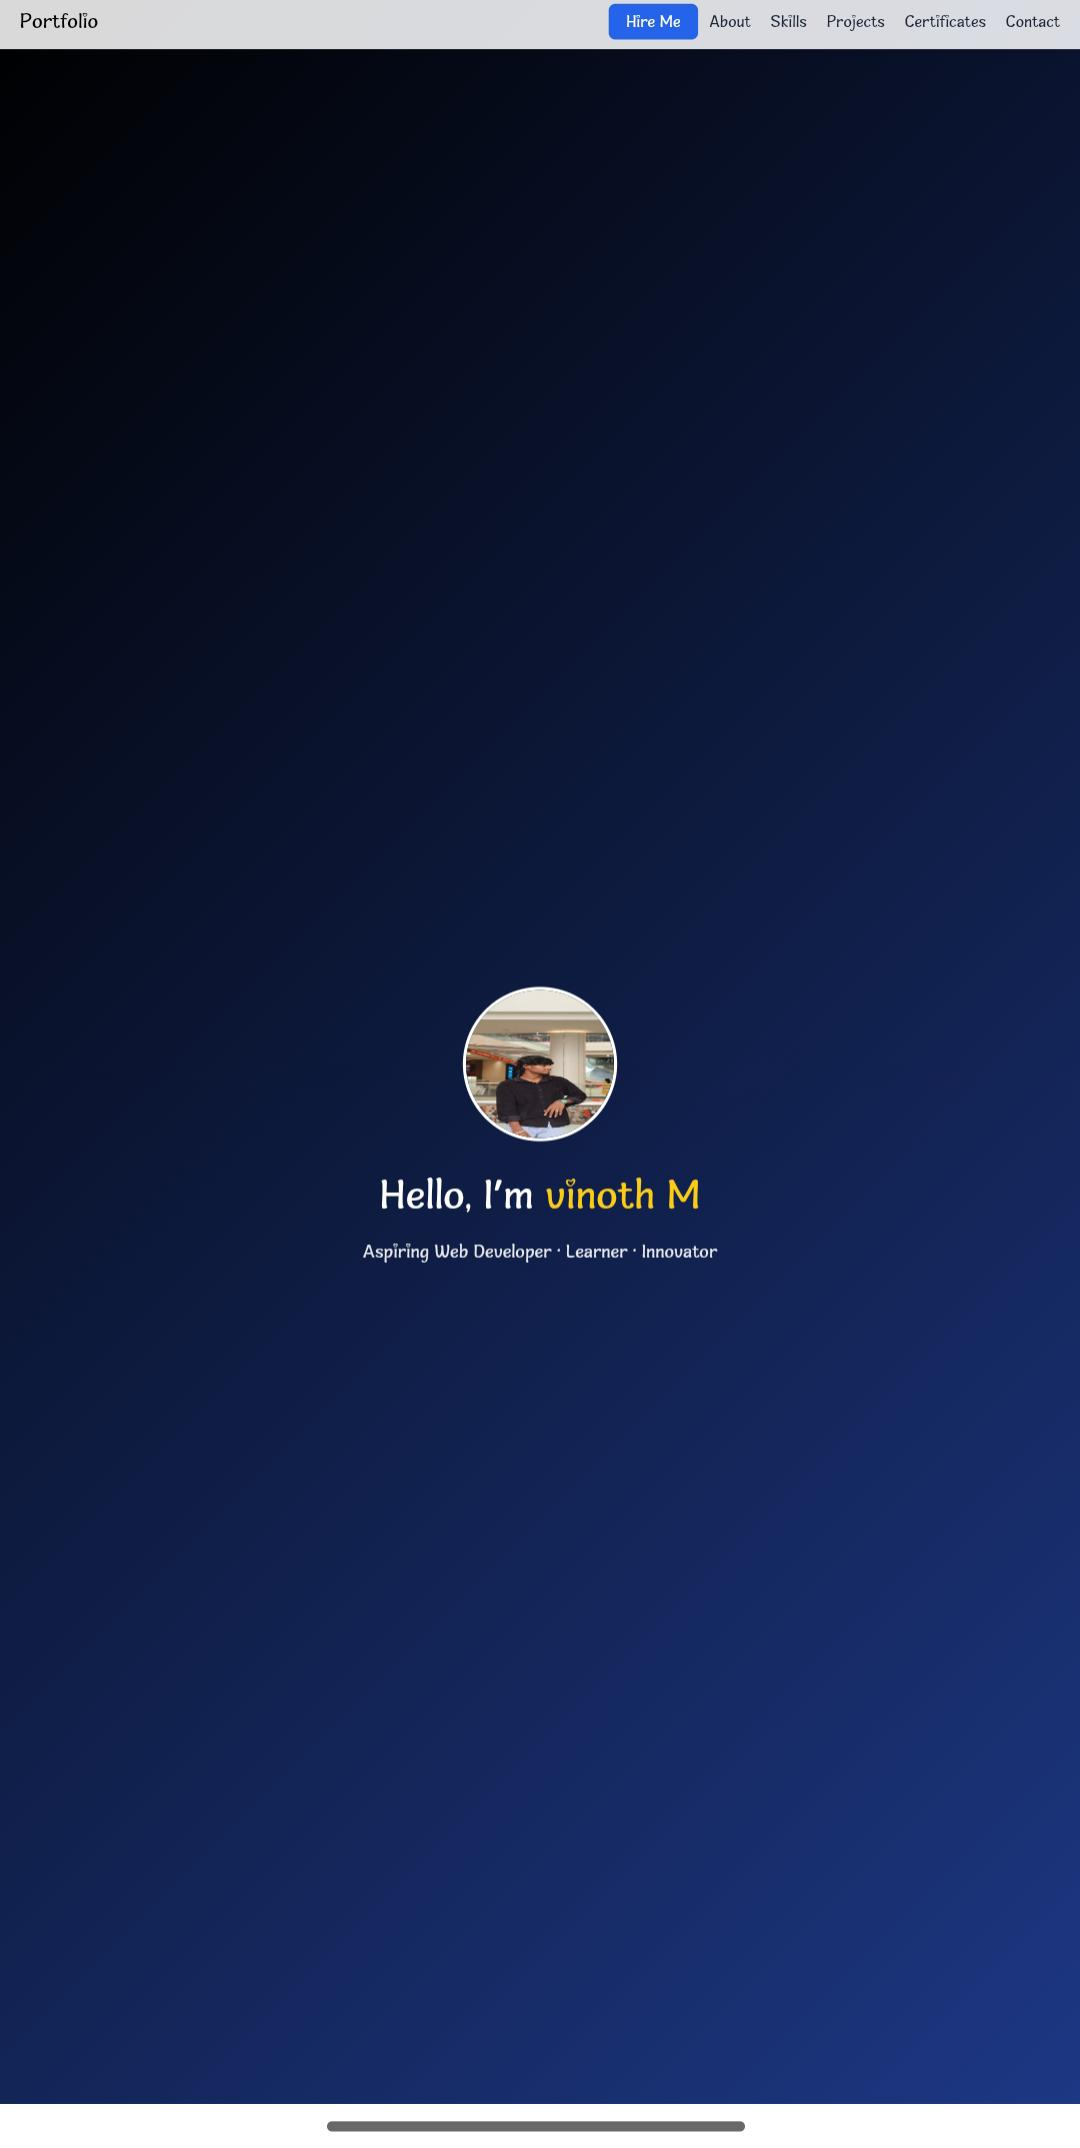 Portfolio
Hire Me About Skills Projects Certificates Contact
Hello, I'm vinoth M
Aspiring Web Developer · Learner · Innovator